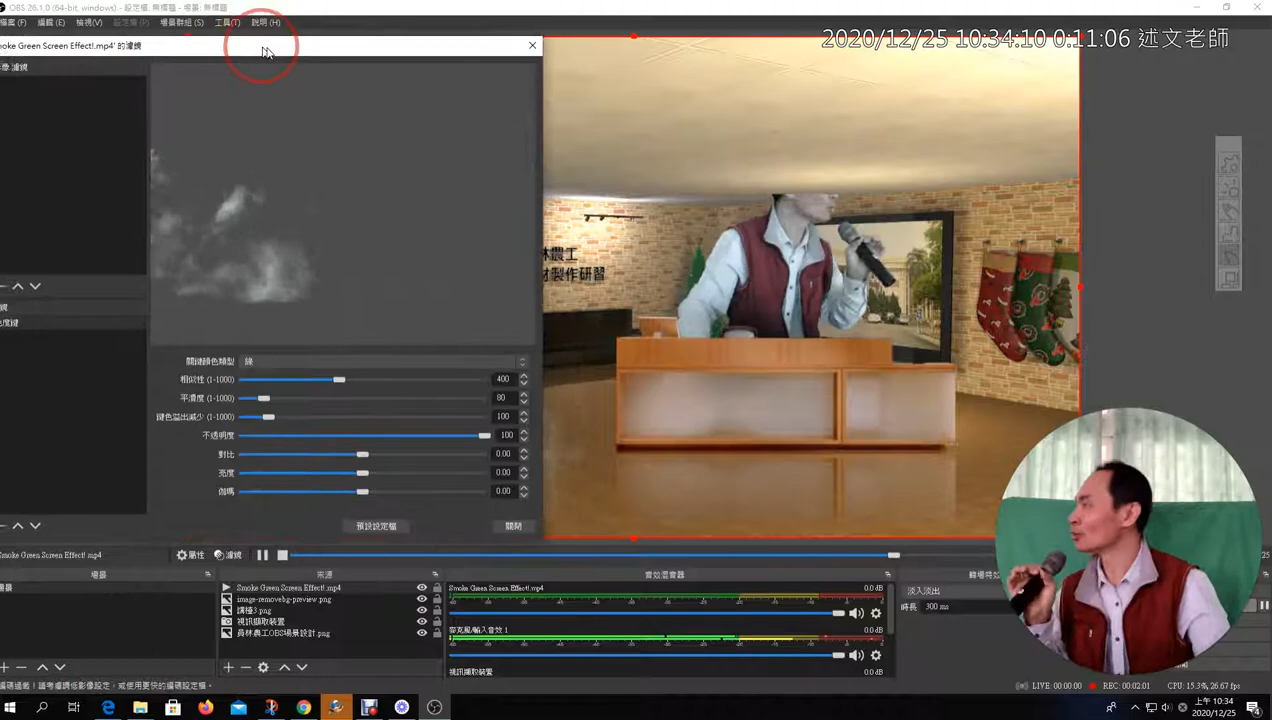 OBS 26.1.0 (64-bit, windows) - 設定檔: 無標題 - 場景: 無標題
檔案(F) 編輯(E) 檢視(V) 設定檔(P) 場景群組(S) 工具(T) 說明(H)
2020/12/25 10:34:10 0:11:06 述文老師
moke Green Screen Effect!.mp4' 的濾鏡
林農工
材製作研習
關鍵顏色類型 綠
相似性 (1-1000) 400
平滑度 (1-1000) 80
鍵色溢出減少 (1-1000) 100
不透明度 100
對比 0.00
亮度 0.00
伽瑪 0.00
預設設定檔 關閉
Smoke Green Screen Effect!.mp4 屬性 濾鏡
場景 來源 音效混音器
Smoke Green Screen Effect!.mp4
image-removebg-preview.png
講檯3.png
視訊擷取裝置
員林農工OBS場景設計.png
Smoke Green Screen Effect!.mp4 0.0 dB
麥克風/輸入音效 1 0.0 dB
視訊擷取裝置 0.0 dB
淡入淡出
時長 300 ms
LIVE: 00:00:00 REC: 00:02:01 CPU: 15.3%, 26.67 fps
上午 10:34
2020/12/25